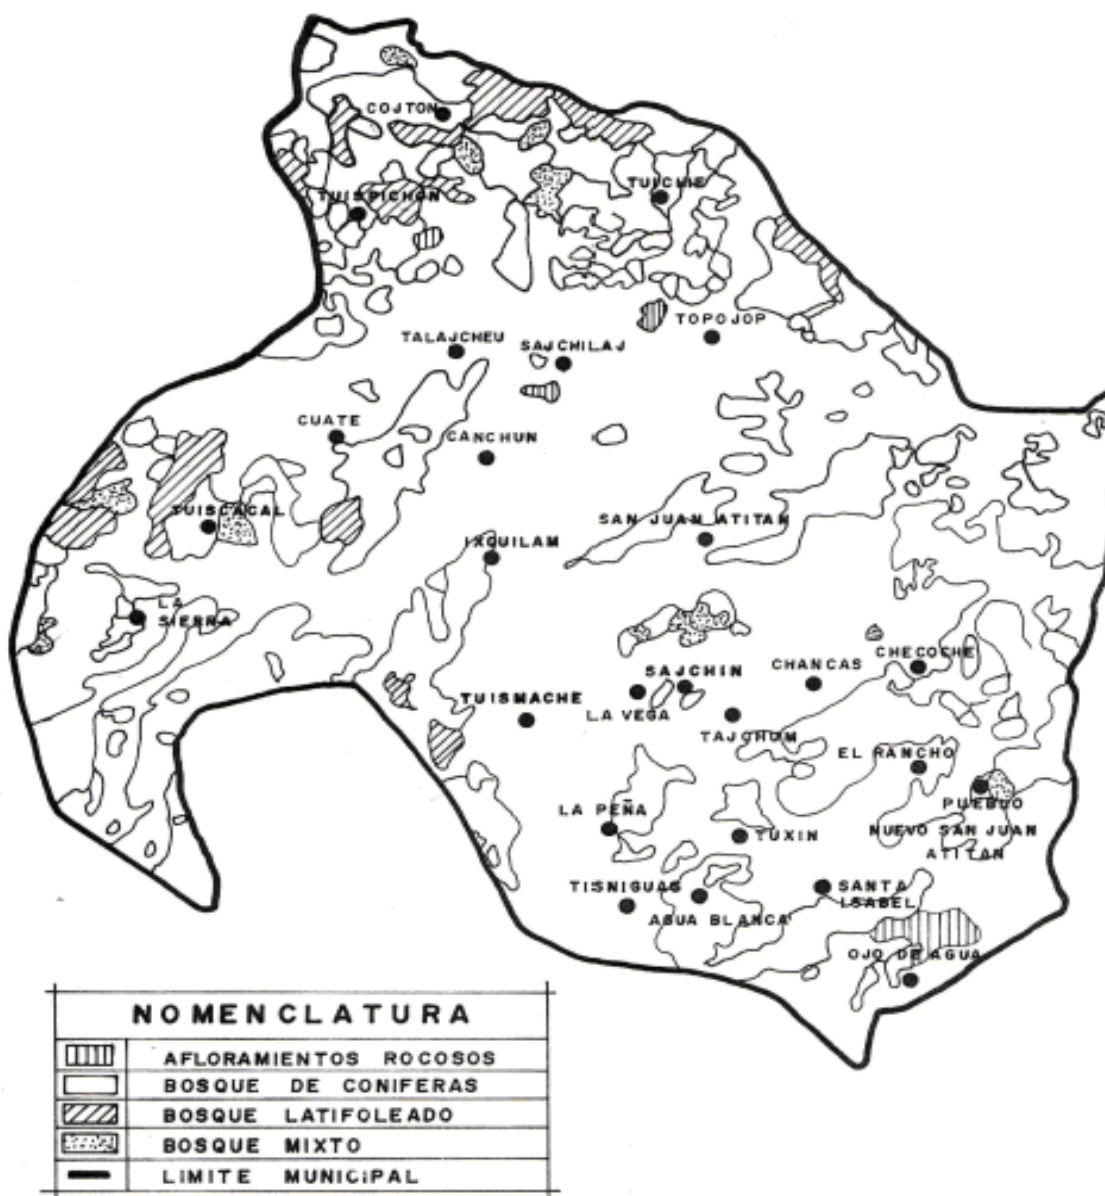 COJTON
TUISPICHON
TUICHIE
TALAJCHEU
SAJCHILAJ
TOPOJOP
CUATE
CANCHUN
TUISCACAL
SAN JUAN ATITAN
IXQUILAM
LA
SIERRA
SAJCHIN
CHANCAS
CHECOCHE
TUISMACHE
LA VEGA
TAJCHUM
EL RANCHO
LA PEÑA
TUXIN
PUEBLO
NUEVO SAN JUAN
ATITAN
TISNIGUAS
AGUA BLANCA
SANTA
ISABEL
OJO DE AGUA
NOMENCLATURA
AFLORAMIENTOS ROCOSOS
BOSQUE DE CONIFERAS
BOSQUE LATIFOLEADO
BOSQUE MIXTO
LIMITE MUNICIPAL